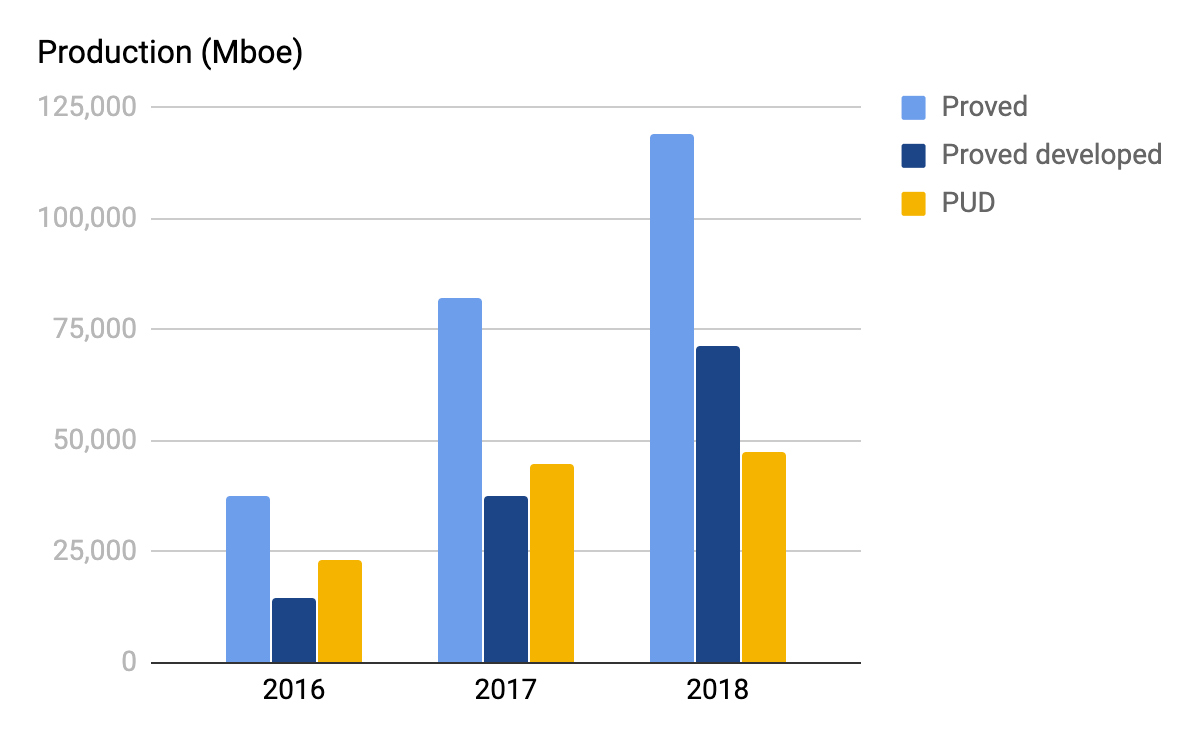 Production (Mboe)
125,000
100,000
75,000
50,000
25,000
0
2016
2017
2018
Proved
Proved developed
PUD